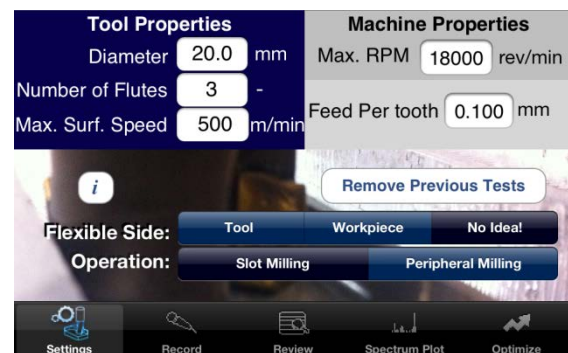 Tool Properties
Diameter 20.0 mm
Number of Flutes 3 -
Max. Surf. Speed 500 m/min
Machine Properties
Max. RPM 18000 rev/min
Feed Per tooth 0.100 mm
i Remove Previous Tests
Flexible Side: Tool Workpiece No Idea!
Operation: Slot Milling Peripheral Milling
Settings Record Review Spectrum Plot Optimize